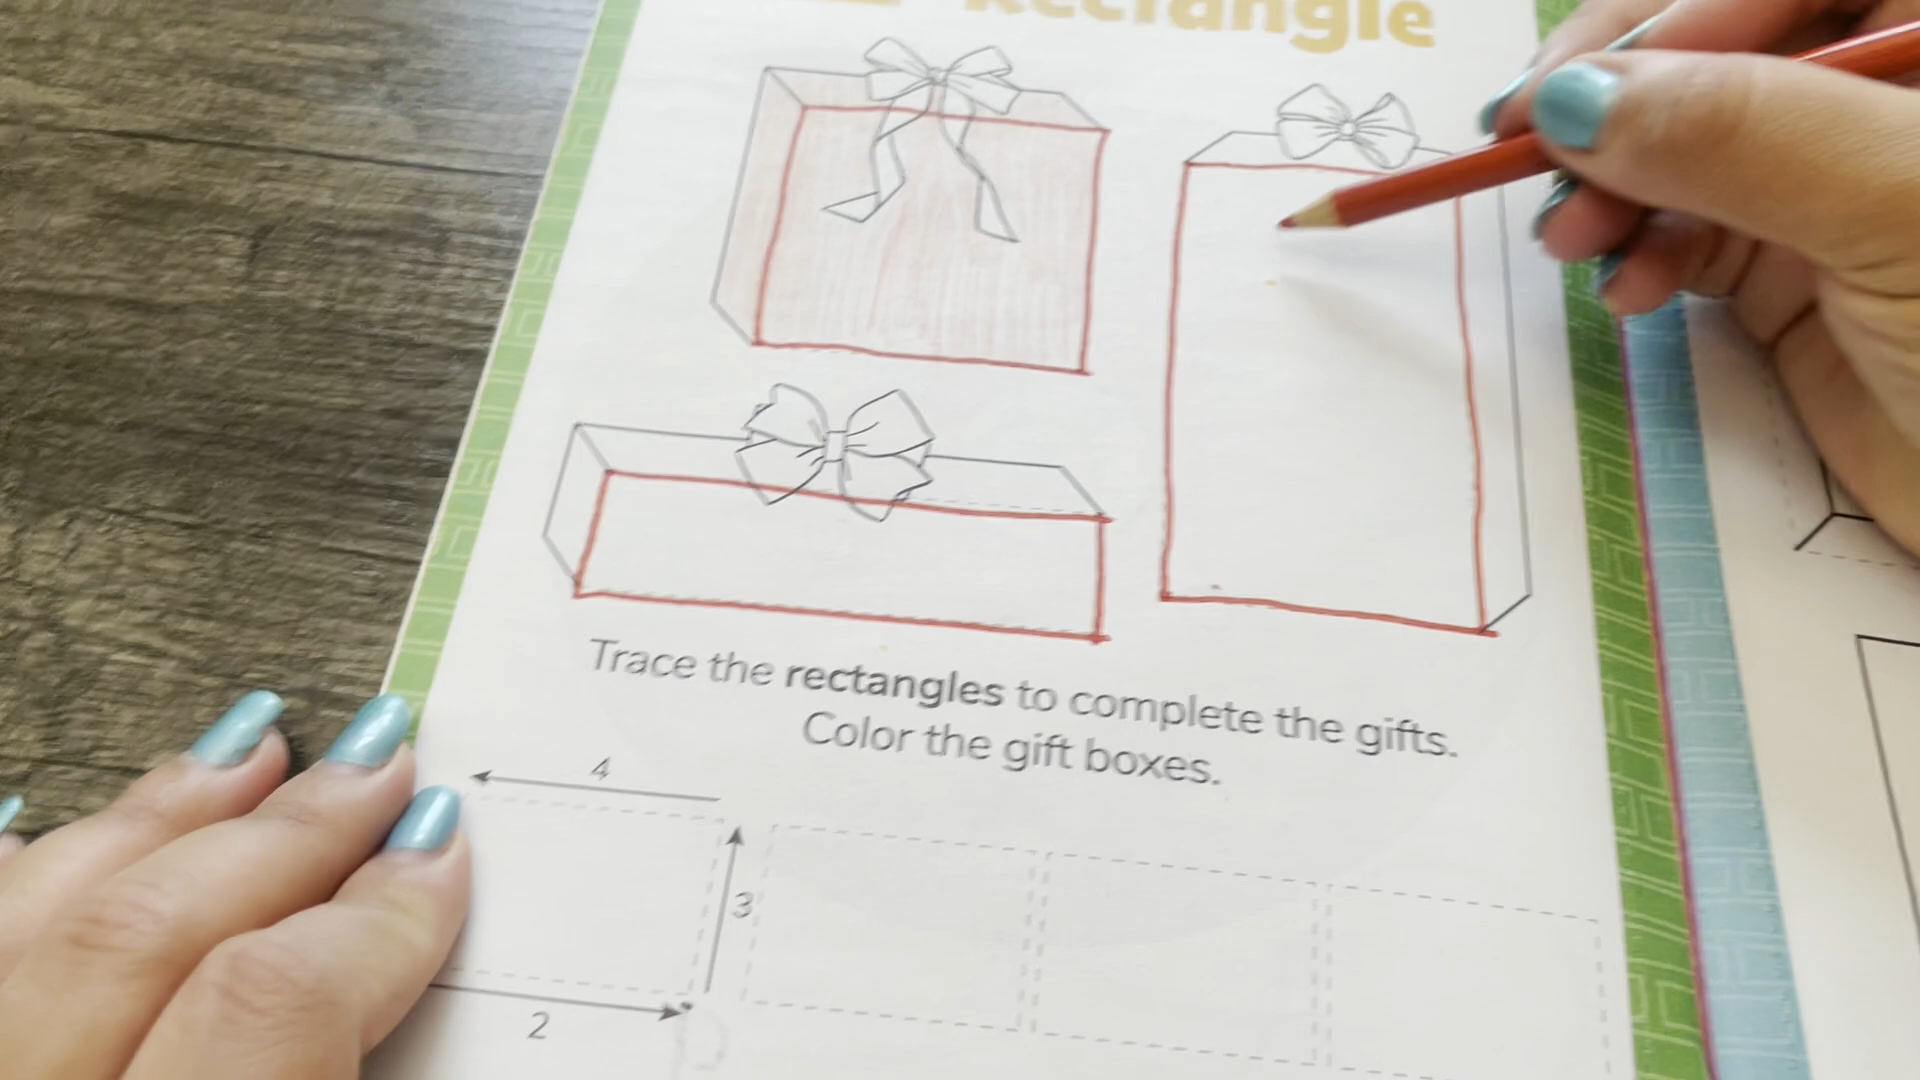 Rectangle
Trace the rectangles to complete the gifts.
Color the gift boxes.
4
3
2